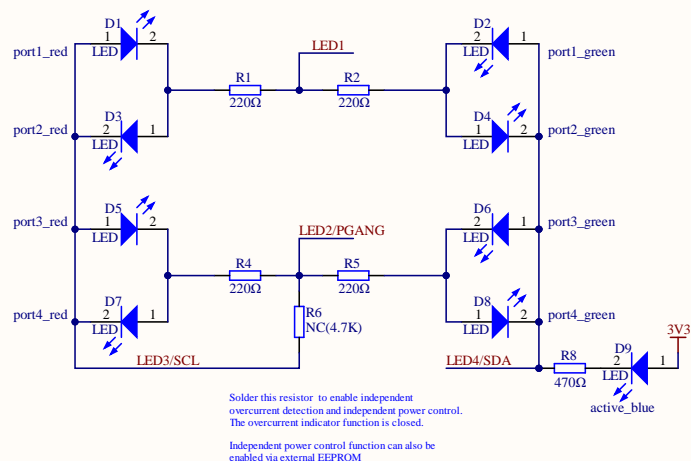 D1
D2
LED1
port1_red
1
2
2
1
port1_green
LED
LED
R1
R2
220Ω
220Ω
D3
D4
port2_red
2
1
1
2
port2_green
LED
LED
D5
D6
port3_red
1
2
LED2/PGANG
2
1
port3_green
LED
LED
R4
R5
220Ω
220Ω
D7
D8
R6
port4_red
2
1
NC(4.7K)
1
2
port4_green
LED
LED
3V3
LED3/SCL
LED4/SDA
R8
D9
2
1
470Ω
LED
active_blue
Solder this resistor to enable independent
overcurrent detection and independent power control.
The overcurrent indicator function is closed.
Independent power control function can also be
enabled via external EEPROM